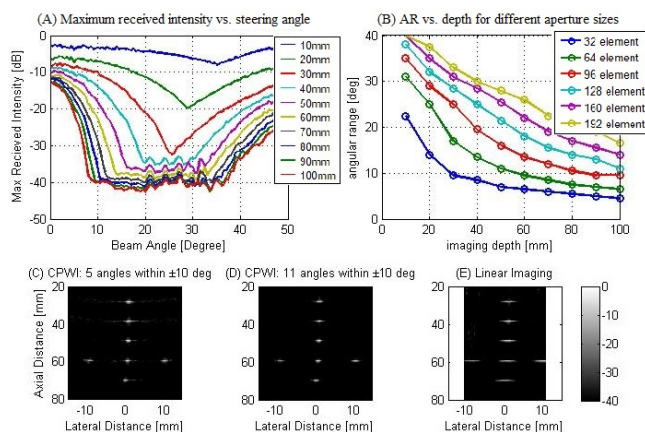 (A) Maximum received intensity vs. steering angle
(B) AR vs. depth for different aperture sizes
Max Recieved Intensity [dB]
0
-10
-20
-30
-40
-50
0
10
20
30
40
50
Beam Angle [Degree]
10mm
20mm
30mm
40mm
50mm
60mm
70mm
80mm
90mm
100mm
angular range [deg]
40
30
20
10
0
0
20
40
60
80
100
imaging depth [mm]
32 element
64 element
96 element
128 element
160 element
192 element
(C) CPWI: 5 angles within ±10 deg
(D) CPWI: 11 angles within ±10 deg
(E) Linear Imaging
Axial Distance [mm]
20
40
60
80
-10
0
10
Lateral Distance [mm]
20
40
60
80
-10
0
10
Lateral Distance [mm]
20
40
60
80
-10
0
10
Lateral Distance [mm]
0
-10
-20
-30
-40